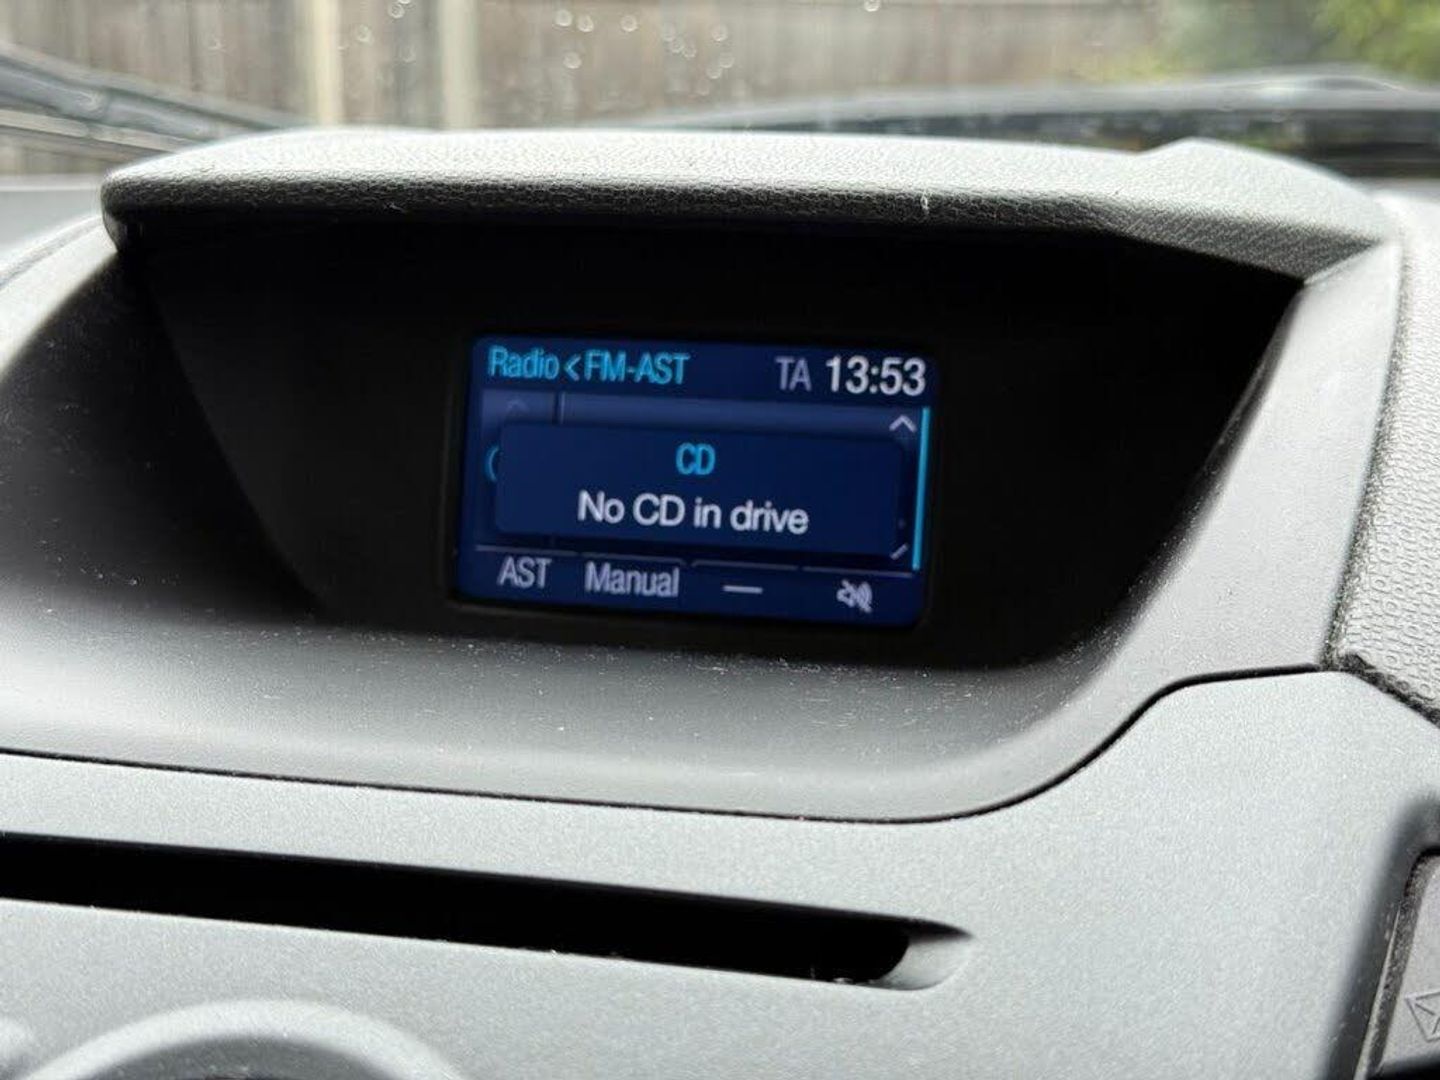 Radio < FM-AST TA 13:53
CD
No CD in drive
AST Manual —